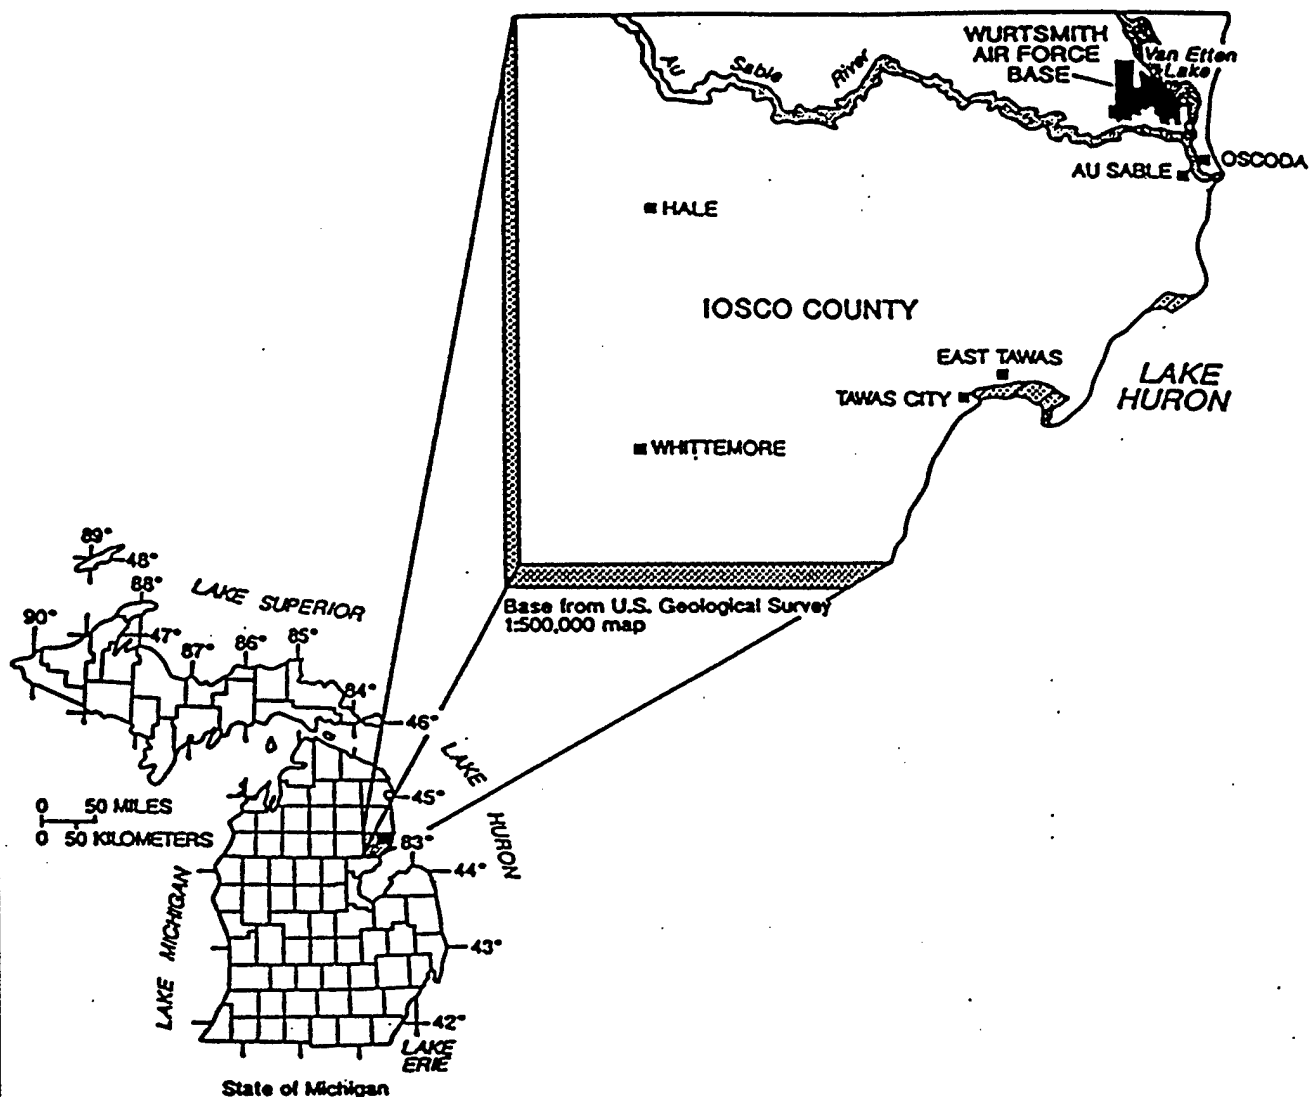 WURTSMITH
AIR FORCE
BASE
Van Etten
Lake
Au Sable River
OSCODA
AU SABLE
HALE
IOSCO COUNTY
EAST TAWAS
TAWAS CITY
LAKE
HURON
WHITTEMORE
Base from U.S. Geological Survey
1:500,000 map
89°
48°
88°
LAKE SUPERIOR
90°
47°
87°
86°
85°
84°
46°
LAKE HURON
45°
0 50 MILES
0 50 KILOMETERS
83°
44°
LAKE MICHIGAN
43°
42°
LAKE
ERIE
State of Michigan